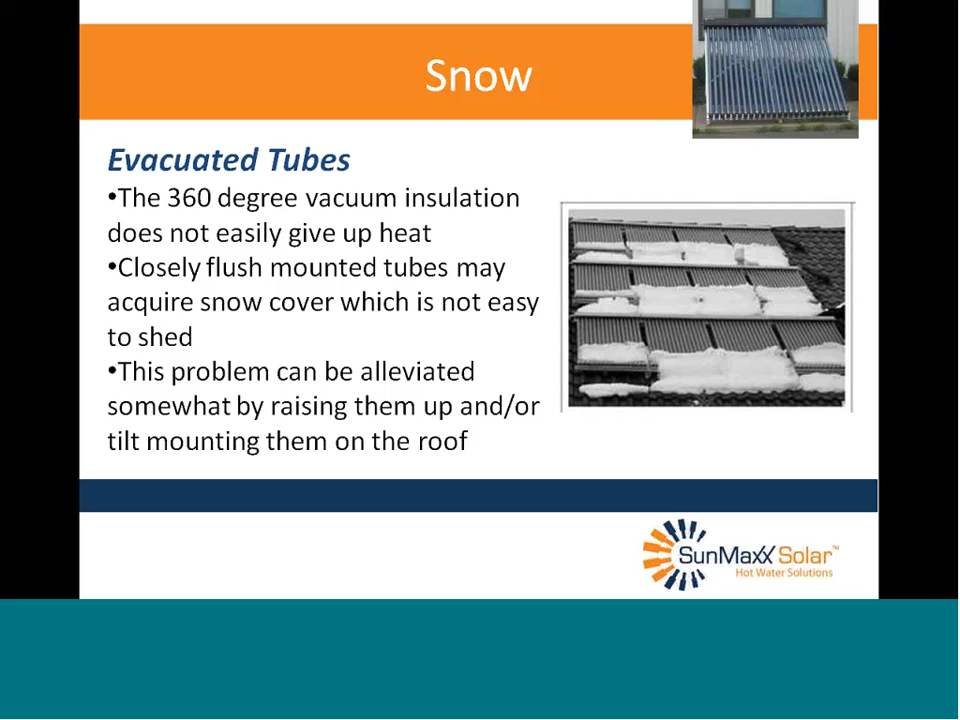 Snow
Evacuated Tubes
•The 360 degree vacuum insulation
does not easily give up heat
•Closely flush mounted tubes may
acquire snow cover which is not easy
to shed
•This problem can be alleviated
somewhat by raising them up and/or
tilt mounting them on the roof
SunMaxx Solar™
Hot Water Solutions